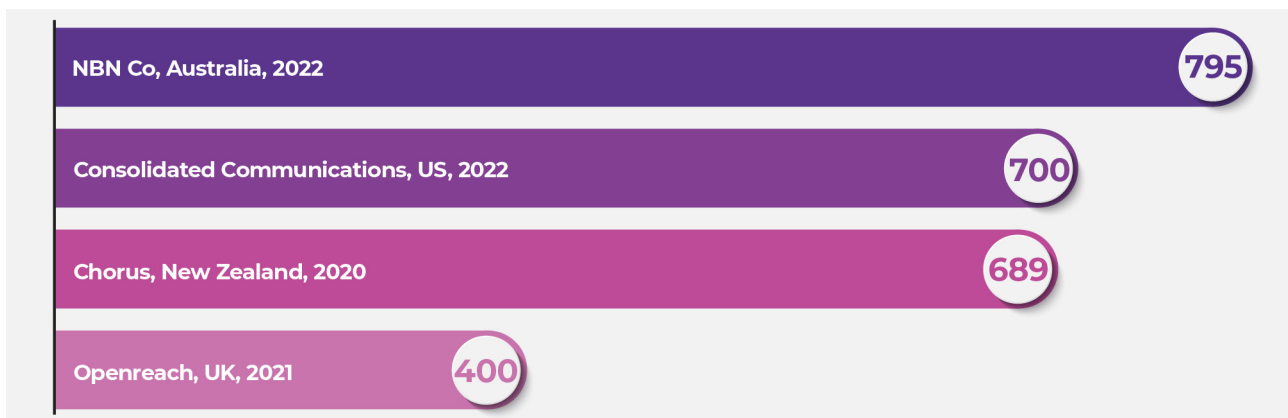 NBN Co, Australia, 2022
795
Consolidated Communications, US, 2022
700
Chorus, New Zealand, 2020
689
Openreach, UK, 2021
400